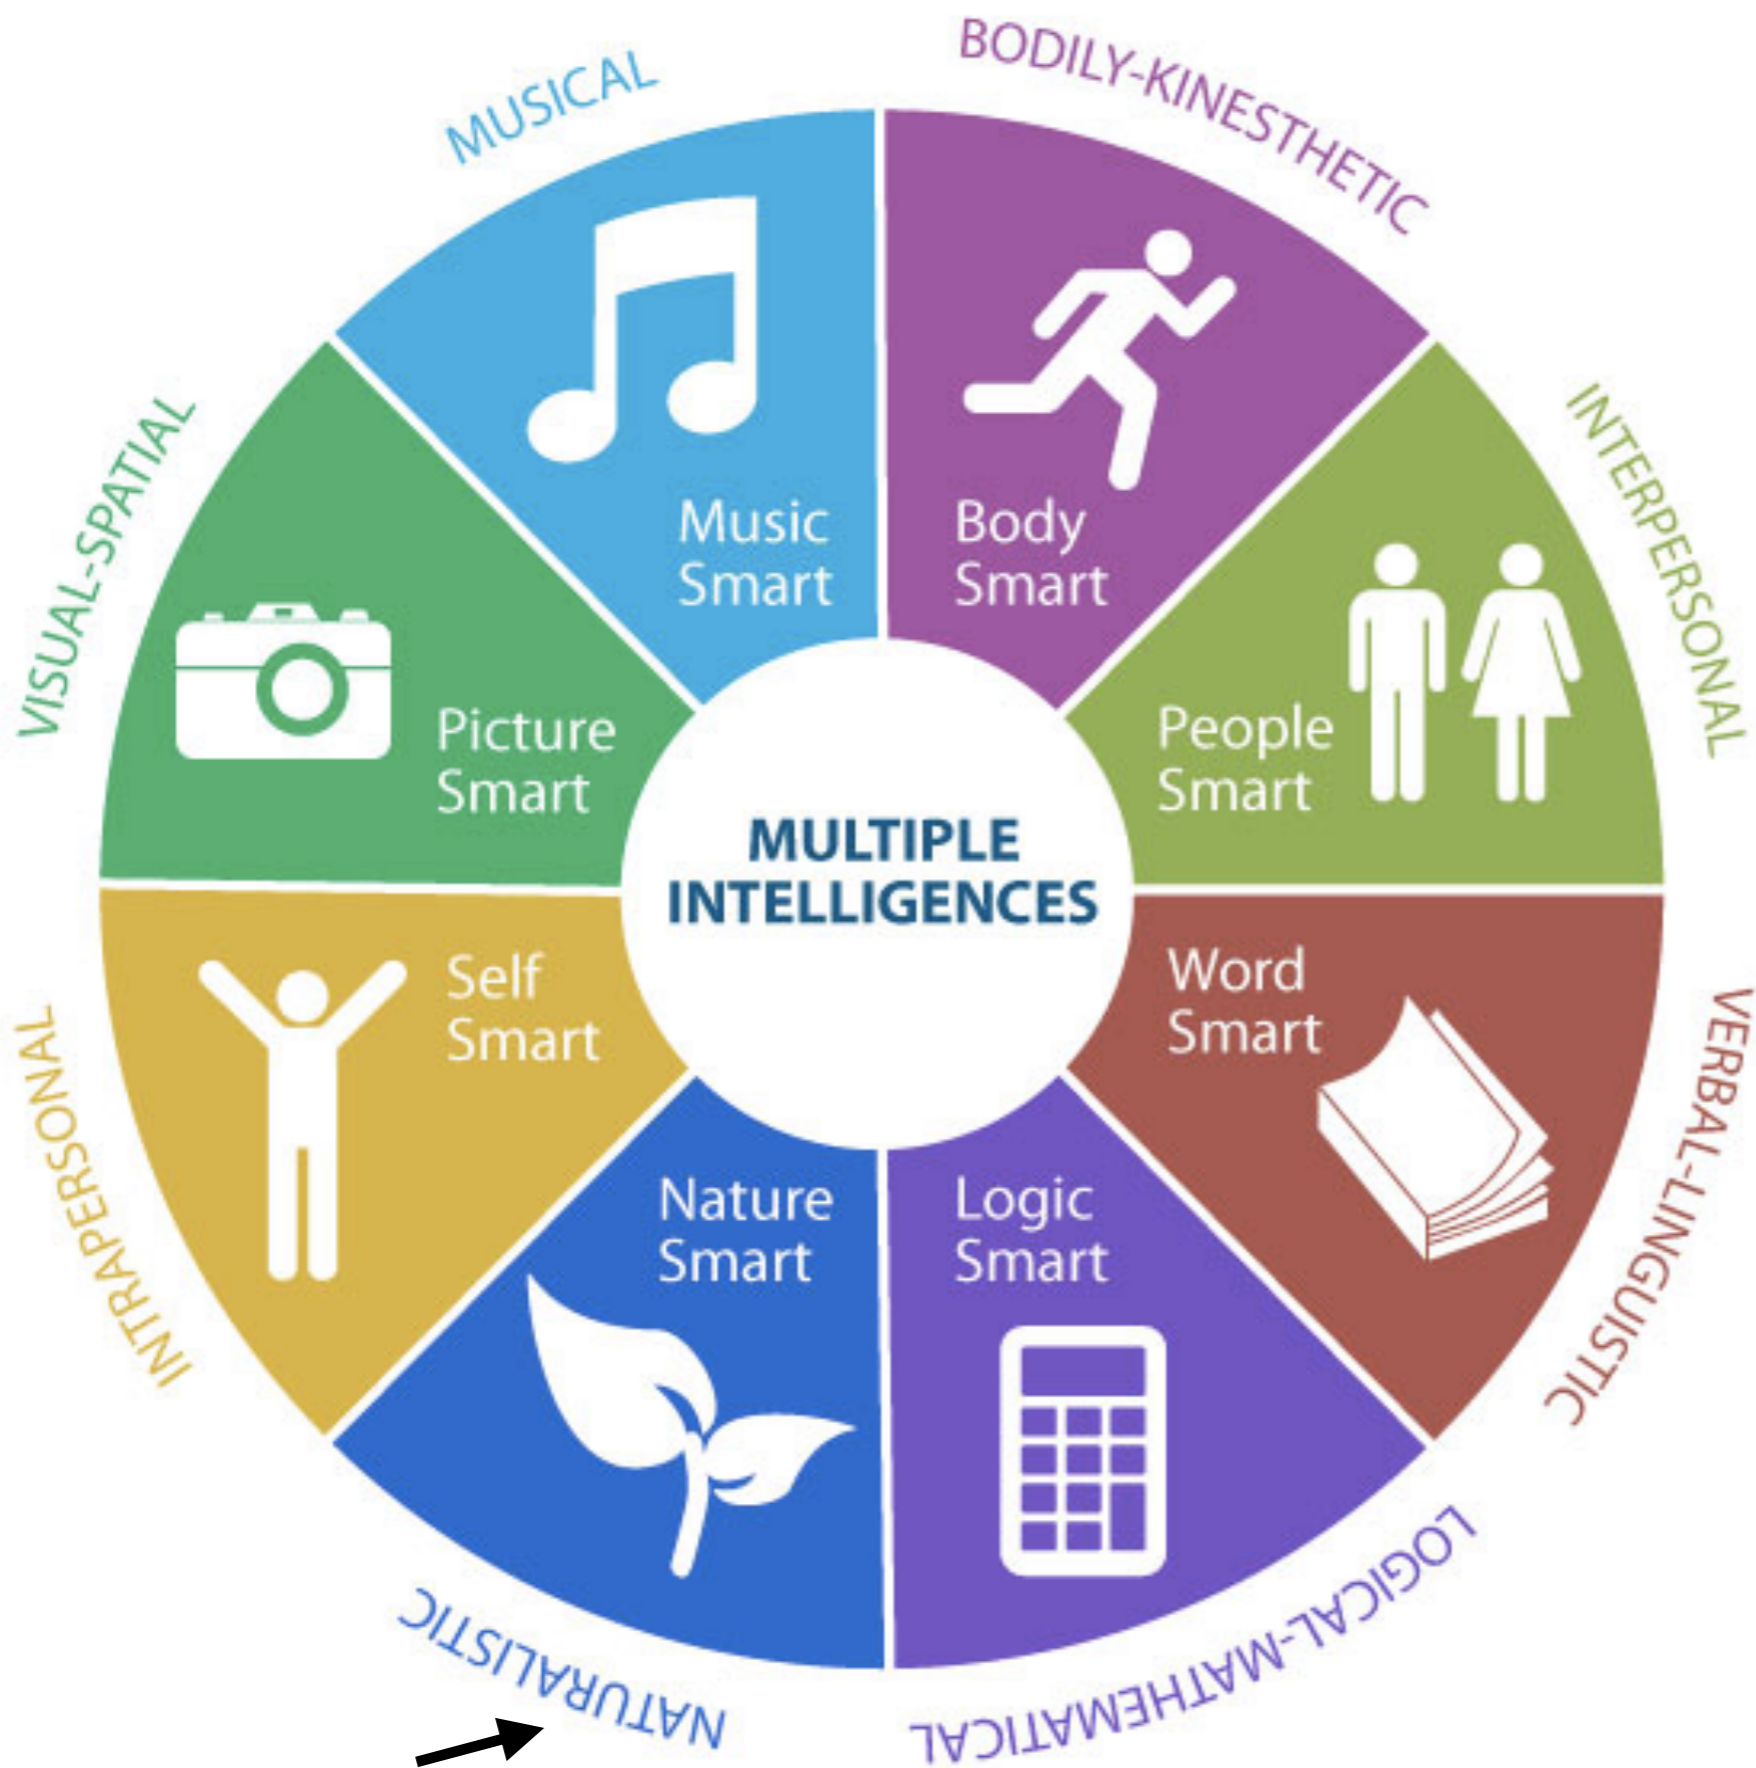 MUSICAL
BODILY-KINESTHETIC
INTERPERSONAL
VERBAL-LINGUISTIC
LOGICAL-MATHEMATICAL
NATURALISTIC
INTRAPERSONAL
VISUAL-SPATIAL
Music
Smart
Body
Smart
People
Smart
Word
Smart
Logic
Smart
Nature
Smart
Self
Smart
Picture
Smart
MULTIPLE
INTELLIGENCES